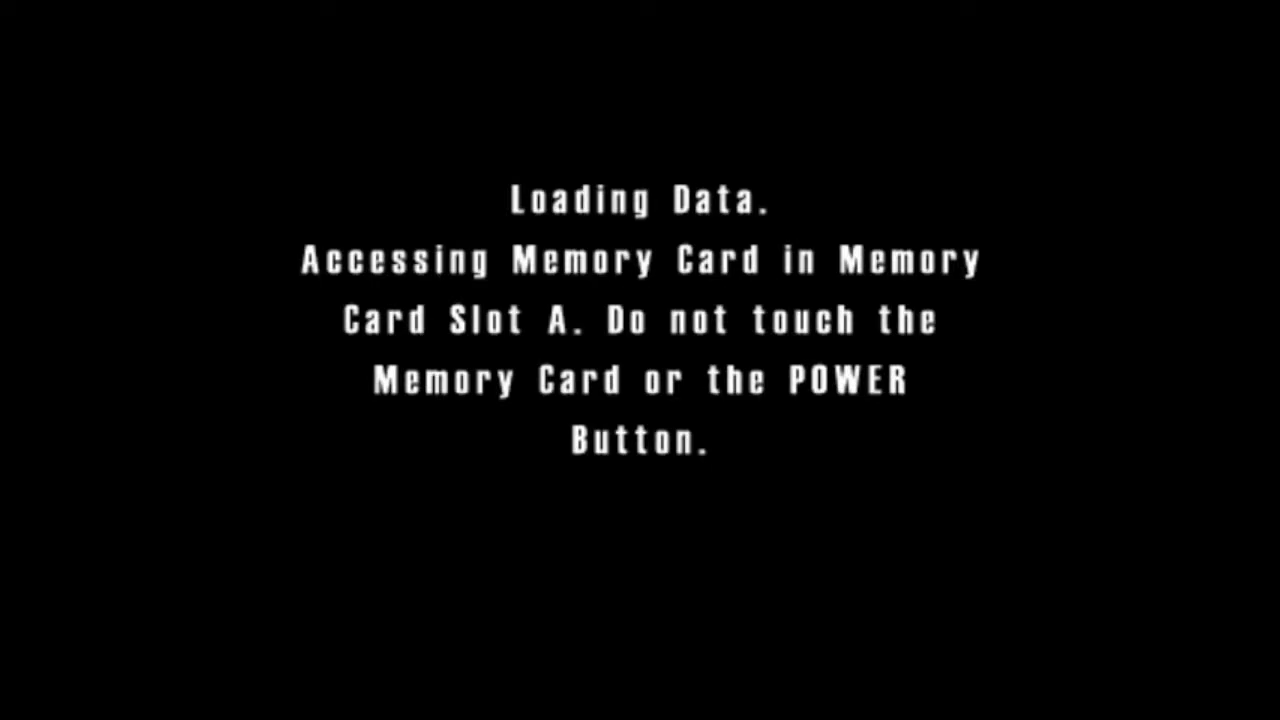 Loading Data.
Accessing Memory Card in Memory
Card Slot A. Do not touch the
Memory Card or the POWER
Button.